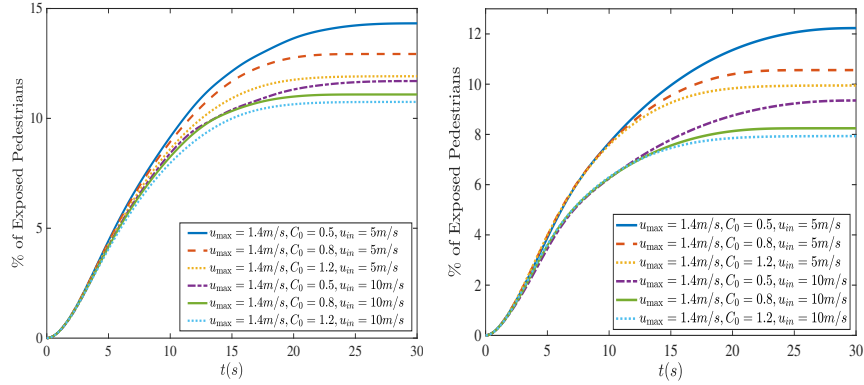 15
10
5
0
% of Exposed Pedestrians
u_max = 1.4m/s, C_0 = 0.5, u_in = 5m/s
u_max = 1.4m/s, C_0 = 0.8, u_in = 5m/s
u_max = 1.4m/s, C_0 = 1.2, u_in = 5m/s
u_max = 1.4m/s, C_0 = 0.5, u_in = 10m/s
u_max = 1.4m/s, C_0 = 0.8, u_in = 10m/s
u_max = 1.4m/s, C_0 = 1.2, u_in = 10m/s
0 5 10 15 20 25 30
t(s)
12
10
8
6
4
2
0
% of Exposed Pedestrians
u_max = 1.4m/s, C_0 = 0.5, u_in = 5m/s
u_max = 1.4m/s, C_0 = 0.8, u_in = 5m/s
u_max = 1.4m/s, C_0 = 1.2, u_in = 5m/s
u_max = 1.4m/s, C_0 = 0.5, u_in = 10m/s
u_max = 1.4m/s, C_0 = 0.8, u_in = 10m/s
u_max = 1.4m/s, C_0 = 1.2, u_in = 10m/s
0 5 10 15 20 25 30
t(s)